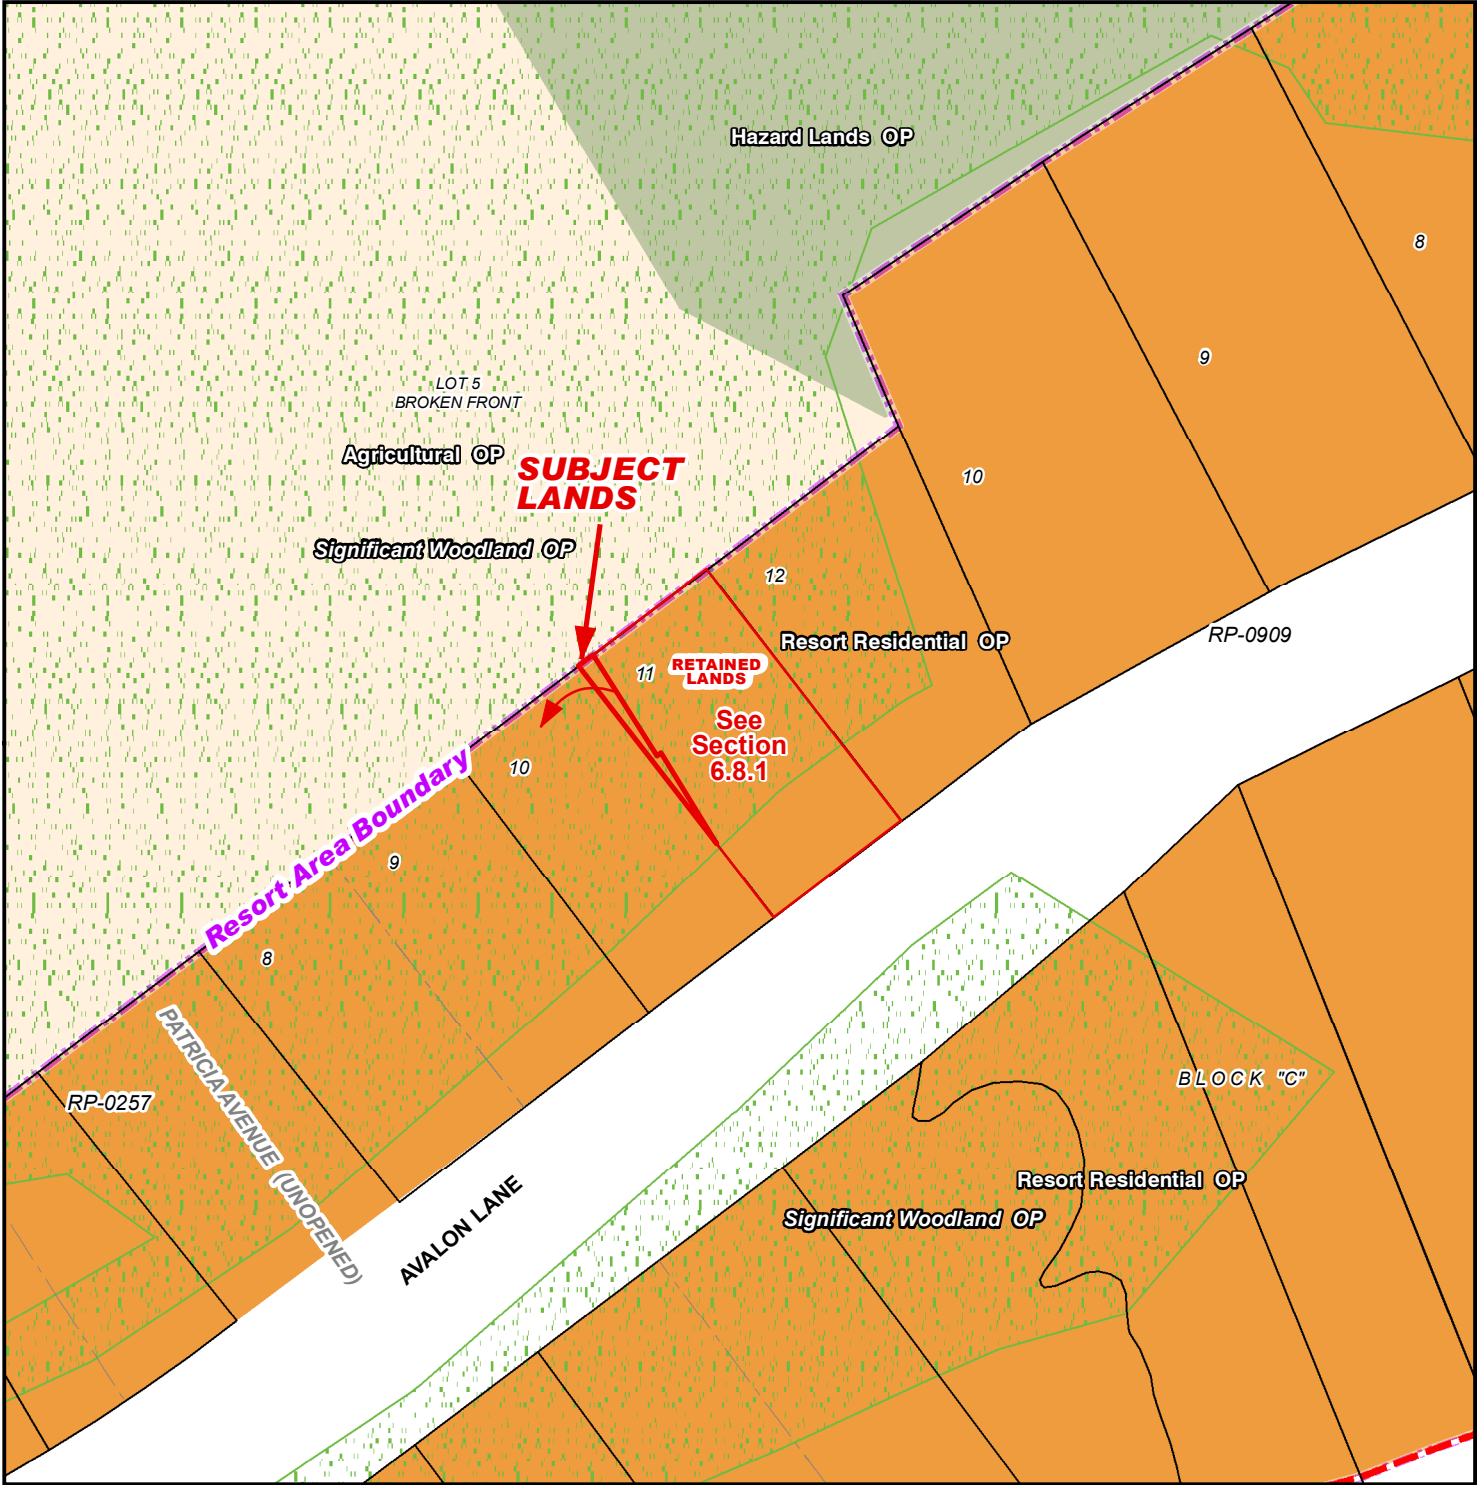 Hazard Lands OP
8
9
LOT 5
BROKEN FRONT
Agricultural OP
SUBJECT
LANDS
10
Significant Woodland OP
12
RP-0909
Resort Residential OP
11
RETAINED
LANDS
See
Section
6.8.1
10
Resort Area Boundary
9
8
PATRICIA AVENUE (UNOPENED)
RP-0257
BLOCK "C"
Resort Residential OP
Significant Woodland OP
AVALON LANE